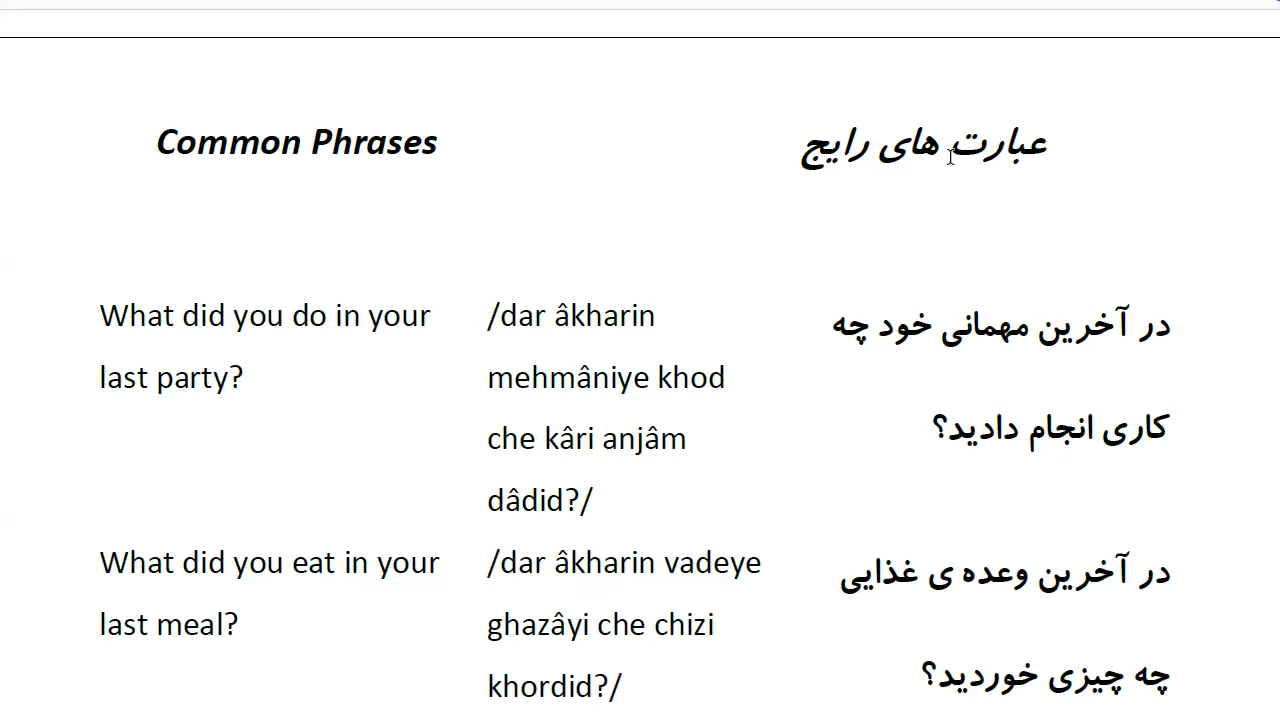 Common Phrases
عبارت های رایج
What did you do in your
last party?
/dar âkharin
mehmâniye khod
che kâri anjâm
dâdid?/
در آخرین مهمانی خود چه
کاری انجام دادید؟
What did you eat in your
last meal?
/dar âkharin vadeye
ghazâyi che chizi
khordid?/
در آخرین وعده ی غذایی
چه چیزی خوردید؟